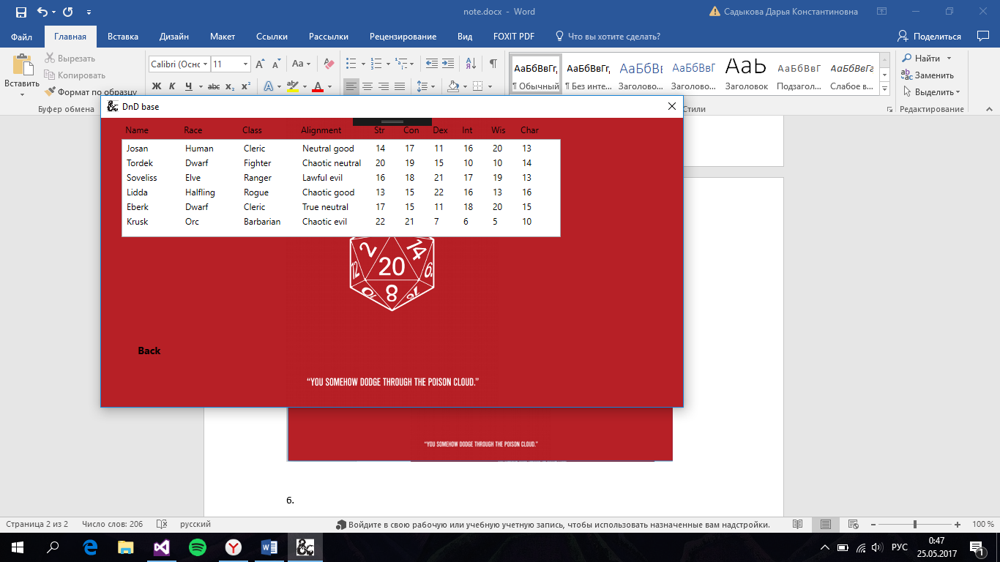 note.docx - Word
Садыкова Дарья Константиновна
Файл Главная Вставка Дизайн Макет Ссылки Рассылки Рецензирование Вид FOXIT PDF Что вы хотите сделать? Поделиться
Вставить
Вырезать
Копировать
Формат по образцу
Буфер обмена
Calibri (Оснс 11
Ж К Ч abc x₂ x²
АаБбВвГг, АаБбВвГг, АаБбВв АаБбВвГ АаБ АаБбВвГ АаБбВвГг
¶ Обычный ¶ Без инте... Заголово... Заголово... Заголовок Подзагол... Слабое в...
Стили
Найти
Заменить
Выделить
Редактирование
DnD base
Name Race Class Alignment Str Con Dex Int Wis Char
Josan Human Cleric Neutral good 14 17 11 16 20 13
Tordek Dwarf Fighter Chaotic neutral 20 19 15 10 10 14
Soveliss Elve Ranger Lawful evil 16 18 21 17 19 13
Lidda Halfling Rogue Chaotic good 13 15 22 16 13 16
Eberk Dwarf Cleric True neutral 17 15 11 18 20 15
Krusk Orc Barbarian Chaotic evil 22 21 7 6 5 10
2 14
12 20 6.
10 8 16
Back
“YOU SOMEHOW DODGE THROUGH THE POISON CLOUD.”
“YOU SOMEHOW DODGE THROUGH THE POISON CLOUD.”
6.
Страница 2 из 2 Число слов: 206 русский Войдите в свою рабочую или учебную учетную запись, чтобы использовать назначенные вам надстройки. 100 %
РУС
0:47
25.05.2017
1